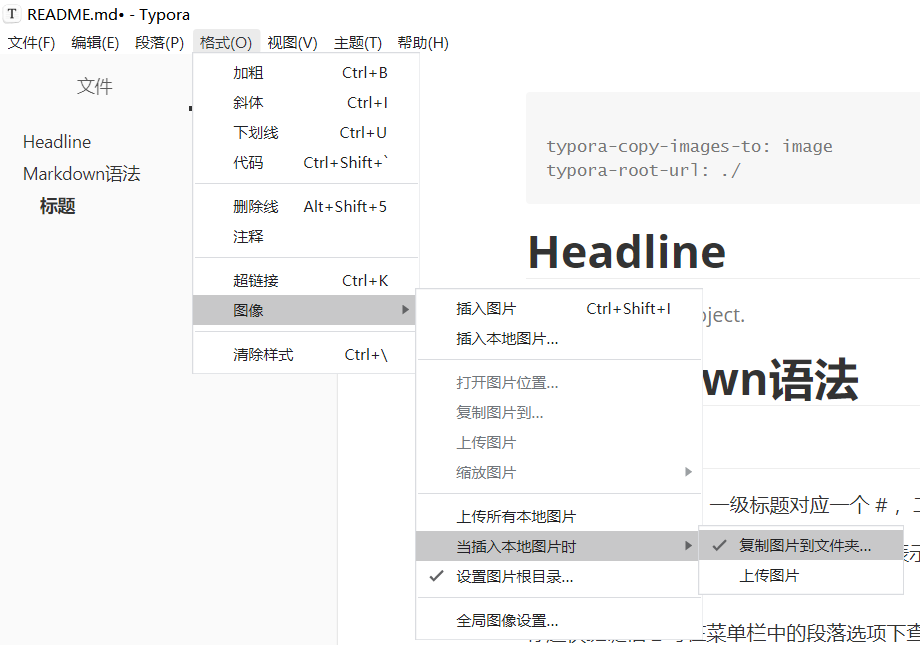 T README.md• - Typora
文件(F) 编辑(E) 段落(P) 格式(O) 视图(V) 主题(T) 帮助(H)
文件
Headline
Markdown语法
标题
加粗 Ctrl+B
斜体 Ctrl+I
下划线 Ctrl+U
代码 Ctrl+Shift+`
删除线 Alt+Shift+5
注释
超链接 Ctrl+K
图像
清除样式 Ctrl+\
插入图片 Ctrl+Shift+I
插入本地图片...
打开图片位置...
复制图片到...
上传图片
缩放图片
上传所有本地图片
当插入本地图片时
设置图片根目录...
全局图像设置...
复制图片到文件夹...
上传图片
typora-copy-images-to: image
typora-root-url: ./
Headline
oject.
wn语法
一级标题对应一个 # ，
表示
菜单栏中的段落选项下查